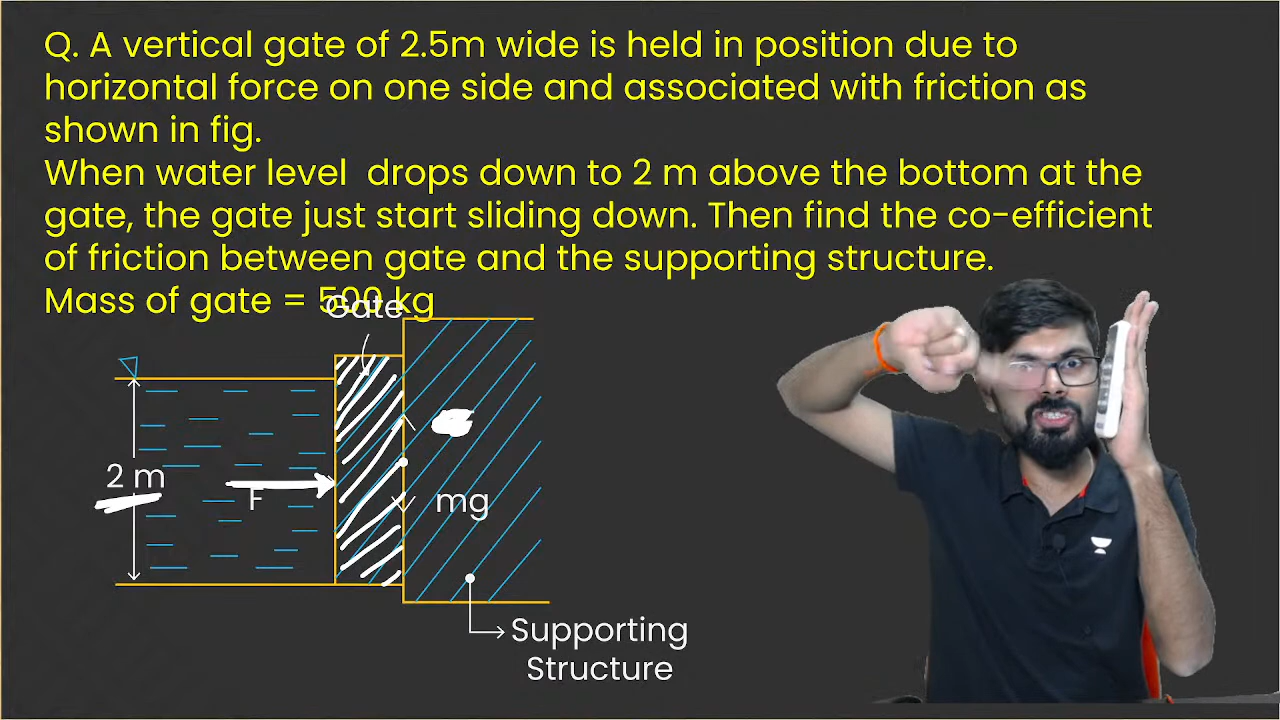 Q. A vertical gate of 2.5m wide is held in position due to
horizontal force on one side and associated with friction as
shown in fig.
When water level drops down to 2 m above the bottom at the
gate, the gate just start sliding down. Then find the co-efficient
of friction between gate and the supporting structure.
Mass of gate = 500 kg
Gate
2 m
F
mg
Supporting
Structure